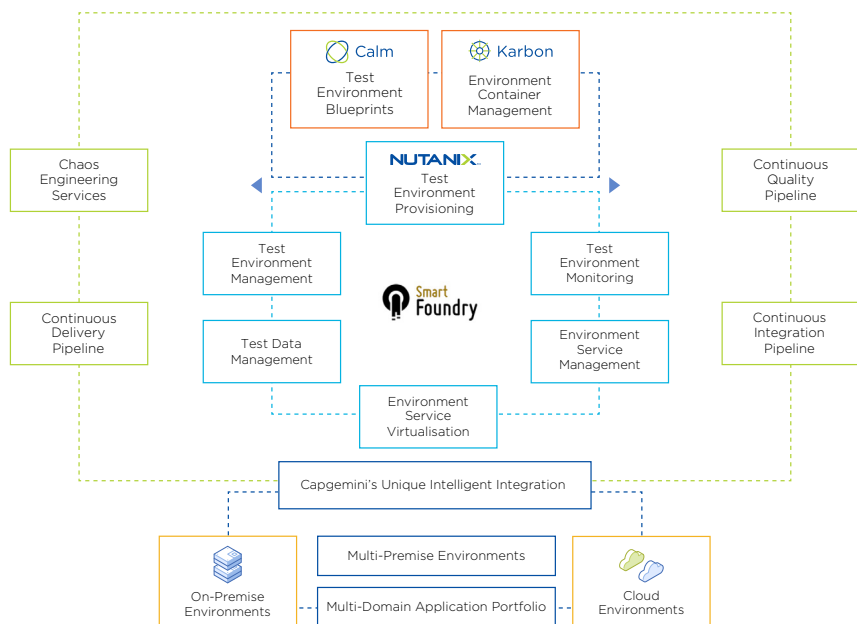 Calm
Test
Environment
Blueprints
Karbon
Environment
Container
Management
NUTANIX
Test
Environment
Provisioning
Chaos
Engineering
Services
Continuous
Quality
Pipeline
Test
Environment
Management
Test
Environment
Monitoring
Smart
Foundry
Continuous
Delivery
Pipeline
Test Data
Management
Environment
Service
Management
Continuous
Integration
Pipeline
Environment
Service
Virtualisation
Capgemini's Unique Intelligent Integration
On-Premise
Environments
Multi-Premise Environments
Multi-Domain Application Portfolio
Cloud
Environments